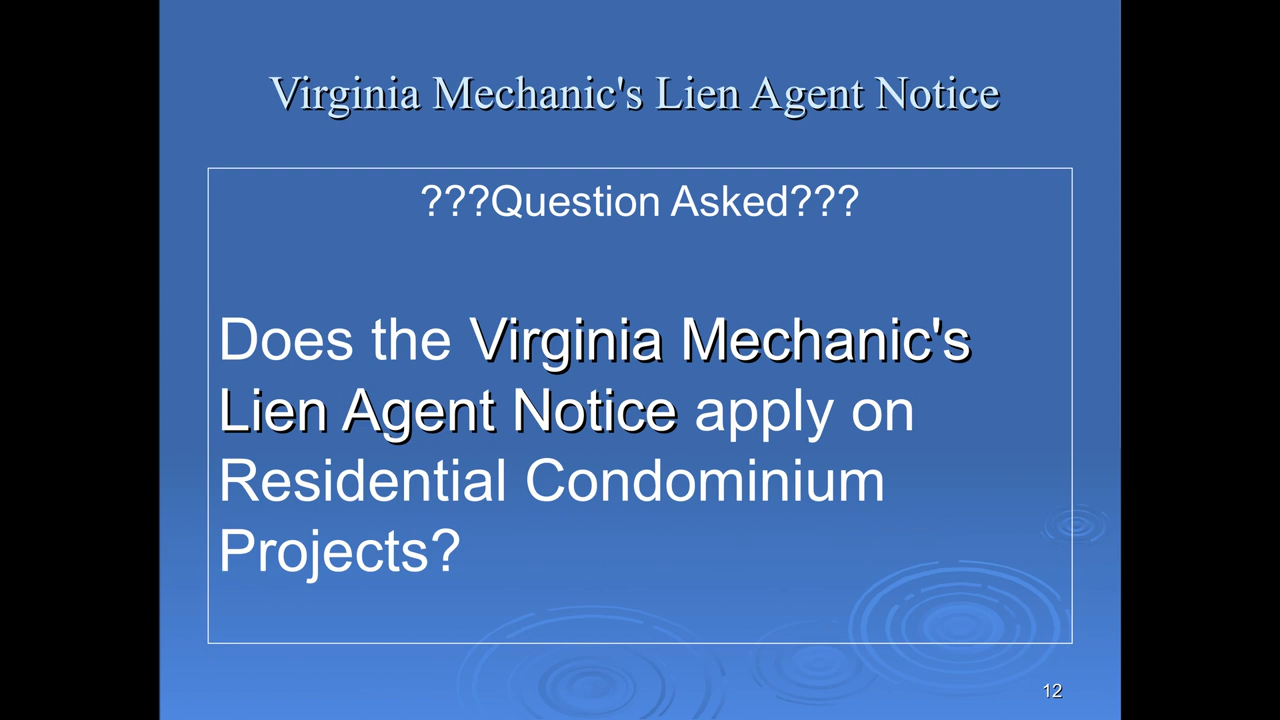 Virginia Mechanic's Lien Agent Notice
???Question Asked???
Does the Virginia Mechanic's
Lien Agent Notice apply on
Residential Condominium
Projects?
12